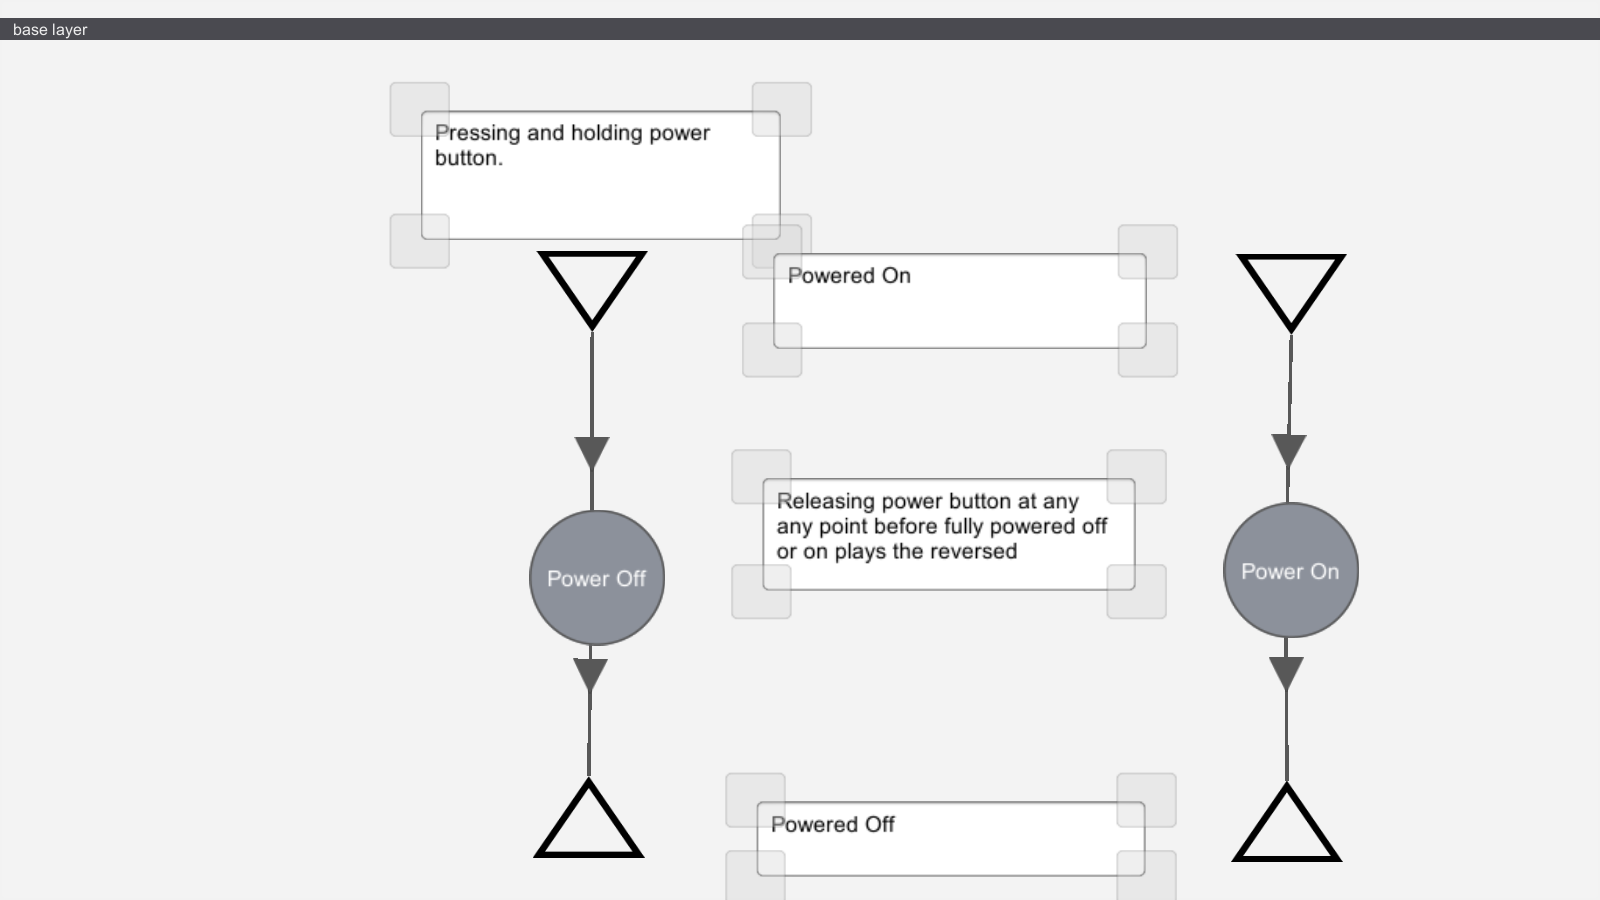 base layer
Pressing and holding power
button.
Powered On
Releasing power button at any
any point before fully powered off
or on plays the reversed
Power Off
Power On
Powered Off